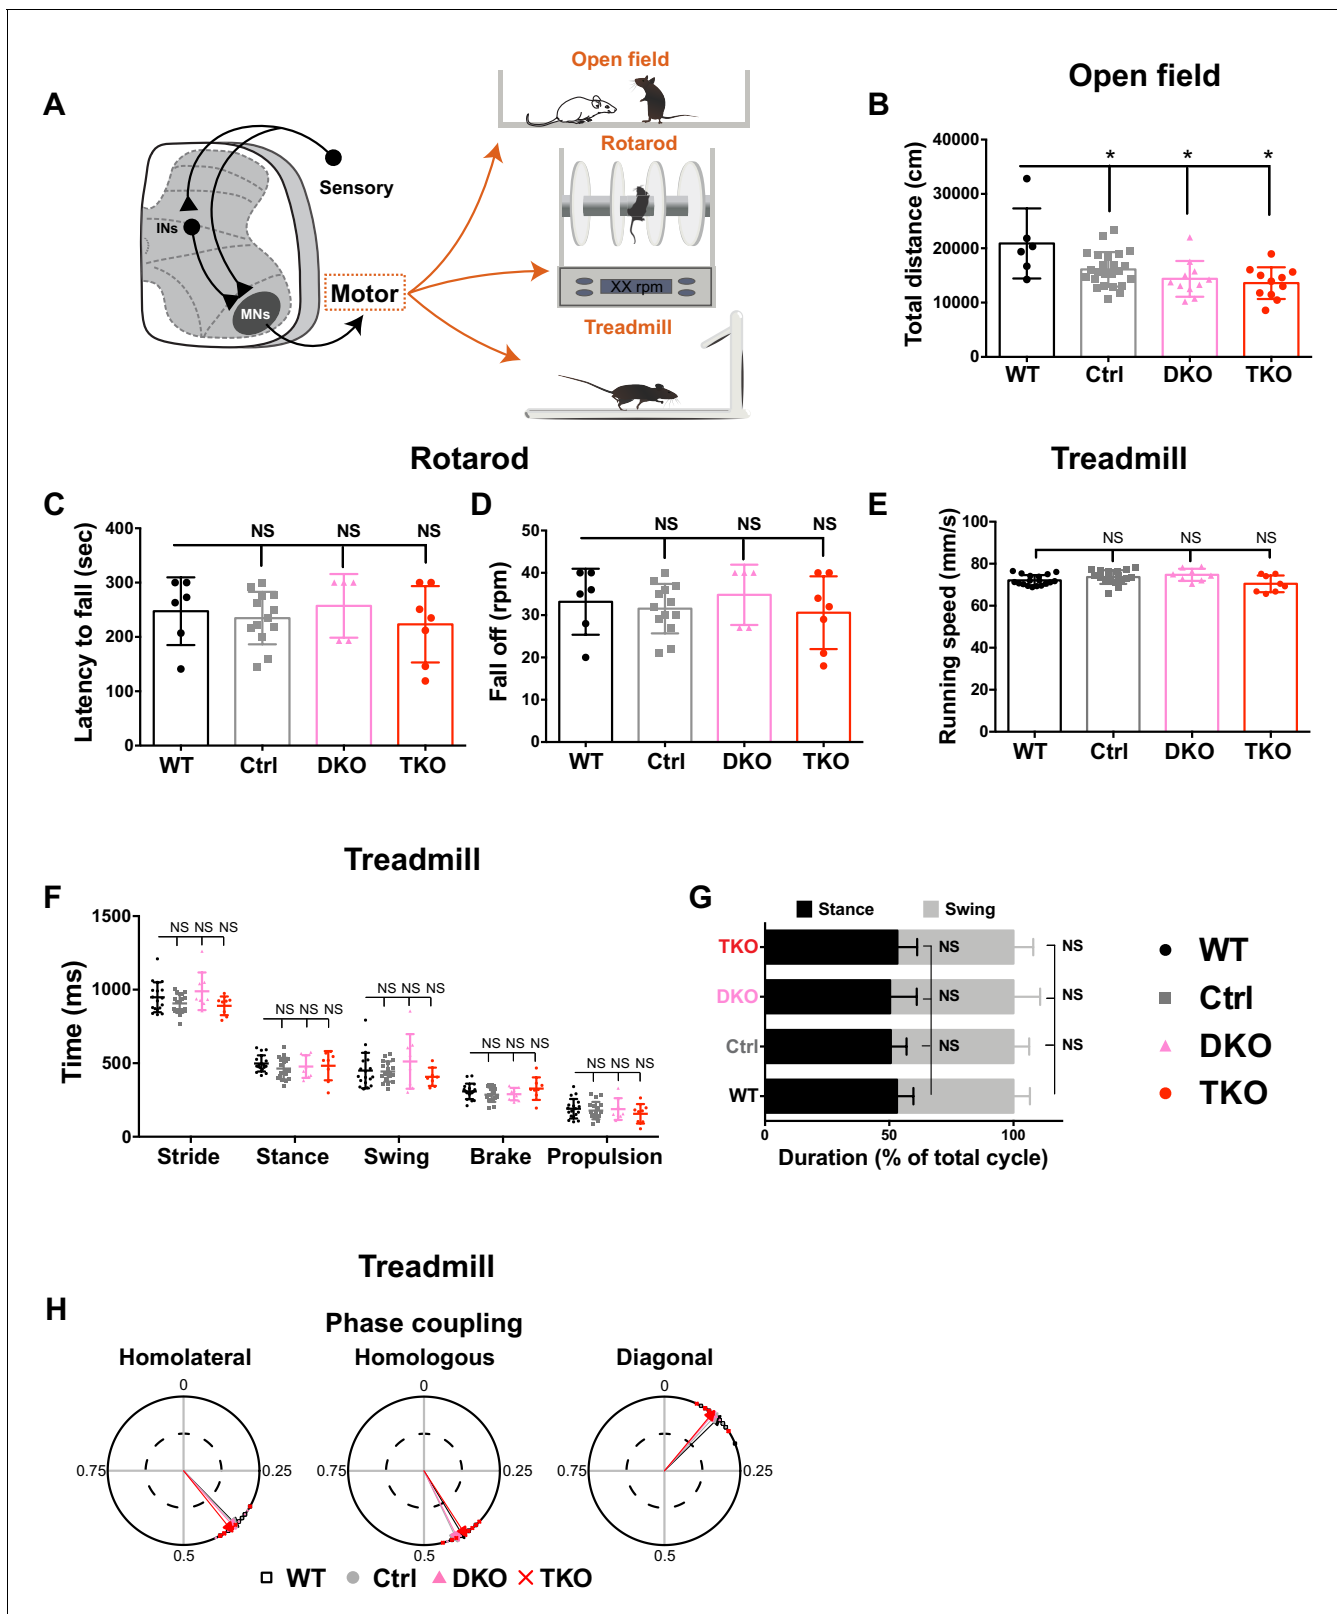 A
Open field
Sensory
INs
MNs
Motor
Rotarod
XX rpm
Treadmill
Open field
B
Total distance (cm)
40000
30000
20000
10000
0
* * *
WT Ctrl DKO TKO
Rotarod
C
Latency to fall (sec)
400
300
200
100
0
NS NS NS
WT Ctrl DKO TKO
D
Fall off (rpm)
50
40
30
20
10
0
NS NS NS
WT Ctrl DKO TKO
Treadmill
E
Running speed (mm/s)
100
80
60
40
20
0
NS NS NS
WT Ctrl DKO TKO
Treadmill
F
Time (ms)
1500
1000
500
0
NS NS NS
NS NS NS
NS NS NS
NS NS NS
NS NS NS
Stride Stance Swing Brake Propulsion
G
Stance Swing
TKO NS NS
DKO NS NS
Ctrl NS NS
WT
0 50 100
Duration (% of total cycle)
WT
Ctrl
DKO
TKO
Treadmill
H
Phase coupling
Homolateral Homologous Diagonal
0 0 0
0.75 0.25 0.75 0.25 0.75 0.25
0.5 0.5 0.5
WT Ctrl DKO TKO